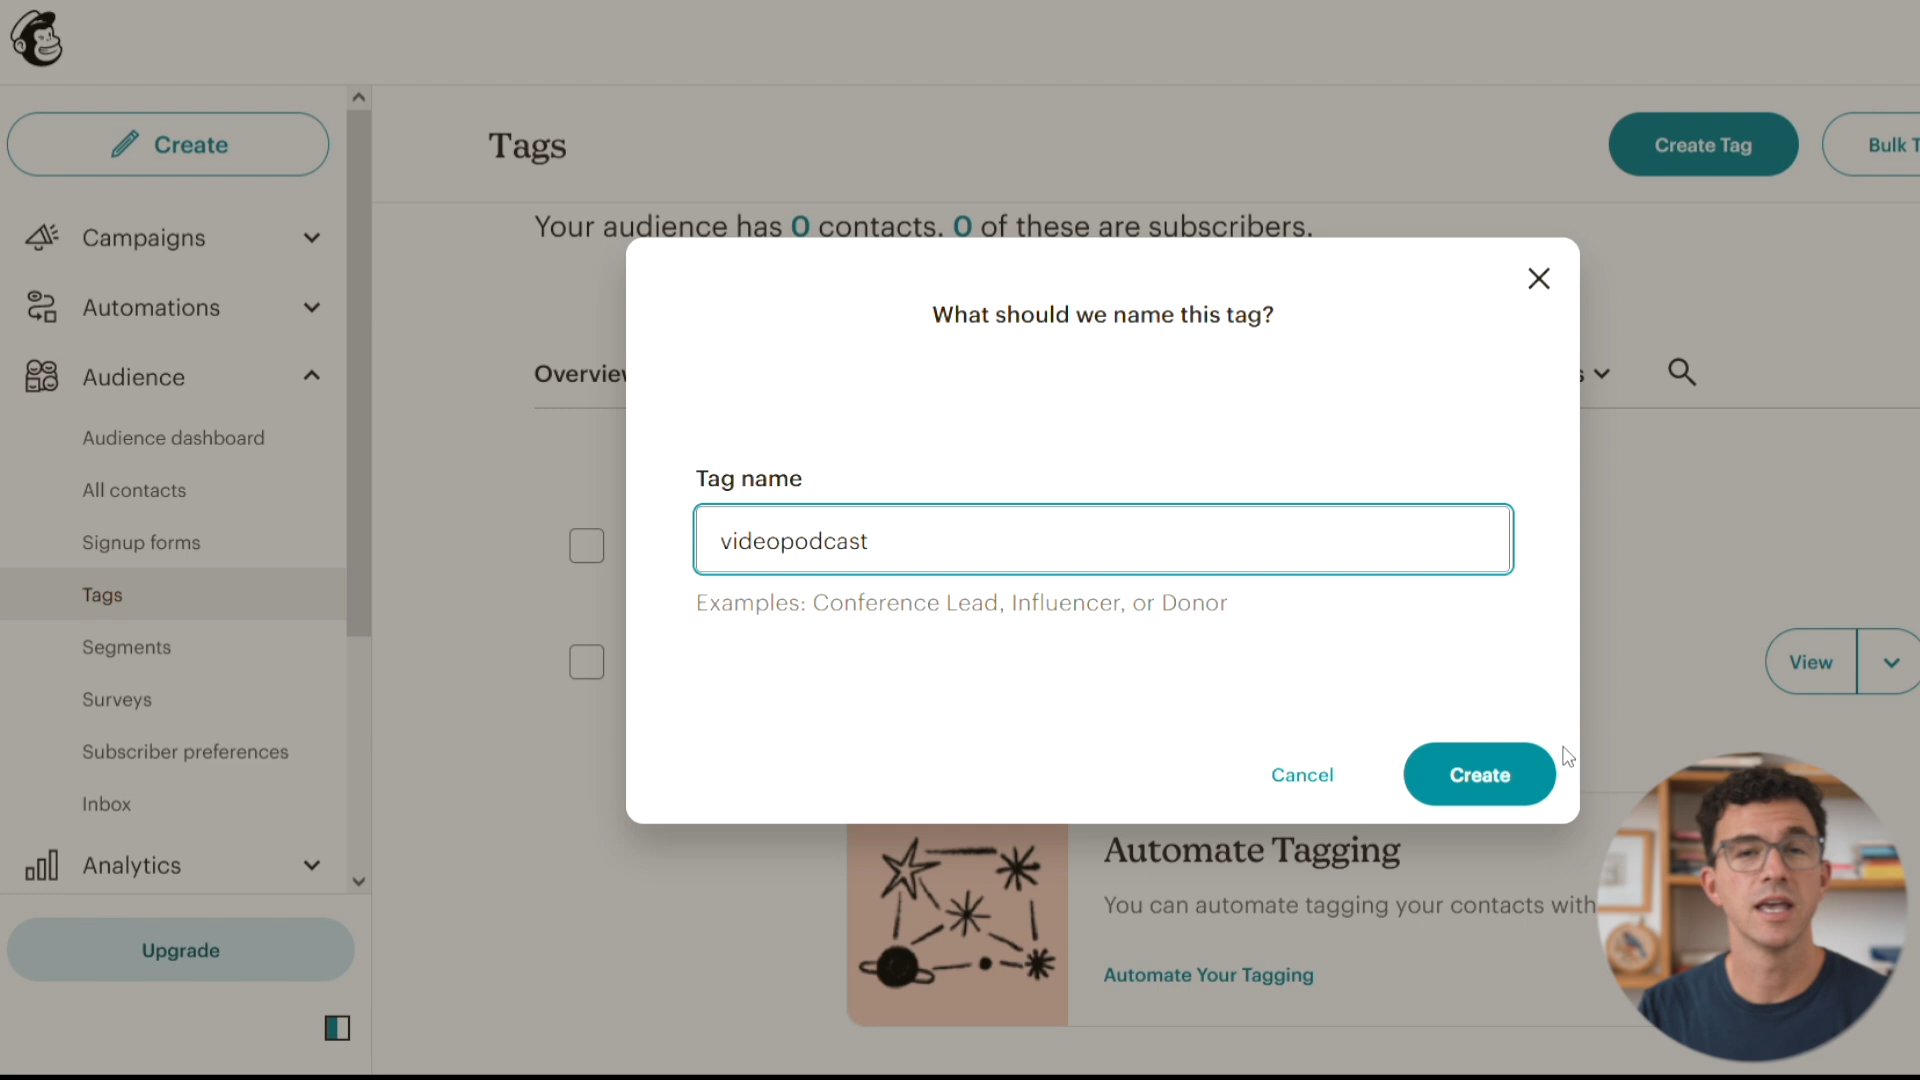 Create
Campaigns
Automations
Audience
Audience dashboard
All contacts
Signup forms
Tags
Segments
Surveys
Subscriber preferences
Inbox
Analytics
Upgrade
Tags
Create Tag
Bulk T
Your audience has 0 contacts. 0 of these are subscribers.
Overview
s
View
What should we name this tag?
Tag name
videopodcast
Examples: Conference Lead, Influencer, or Donor
Cancel
Create
Automate Tagging
You can automate tagging your contacts with
Automate Your Tagging